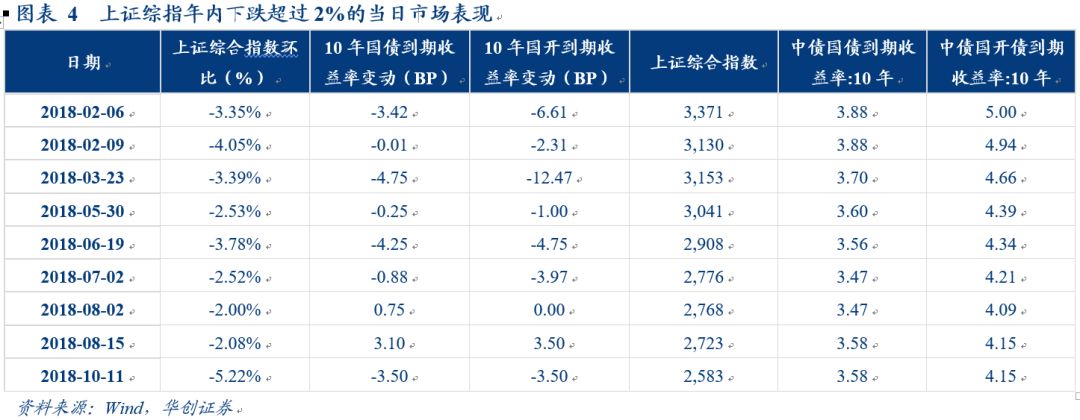 图表 4 上证综指年内下跌超过 2%的当日市场表现
日期 上证综合指数环比（%） 10 年国债到期收益率变动（BP） 10 年国开到期收益率变动（BP） 上证综合指数 中债国债到期收益率:10 年 中债国开债到期收益率:10 年
2018-02-06 -3.35% -3.42 -6.61 3,371 3.88 5.00
2018-02-09 -4.05% -0.01 -2.31 3,130 3.88 4.94
2018-03-23 -3.39% -4.75 -12.47 3,153 3.70 4.66
2018-05-30 -2.53% -0.25 -1.00 3,041 3.60 4.39
2018-06-19 -3.78% -4.25 -4.75 2,908 3.56 4.34
2018-07-02 -2.52% -0.88 -3.97 2,776 3.47 4.21
2018-08-02 -2.00% 0.75 0.00 2,768 3.47 4.09
2018-08-15 -2.08% 3.10 3.50 2,723 3.58 4.15
2018-10-11 -5.22% -3.50 -3.50 2,583 3.58 4.15
资料来源：Wind，华创证券